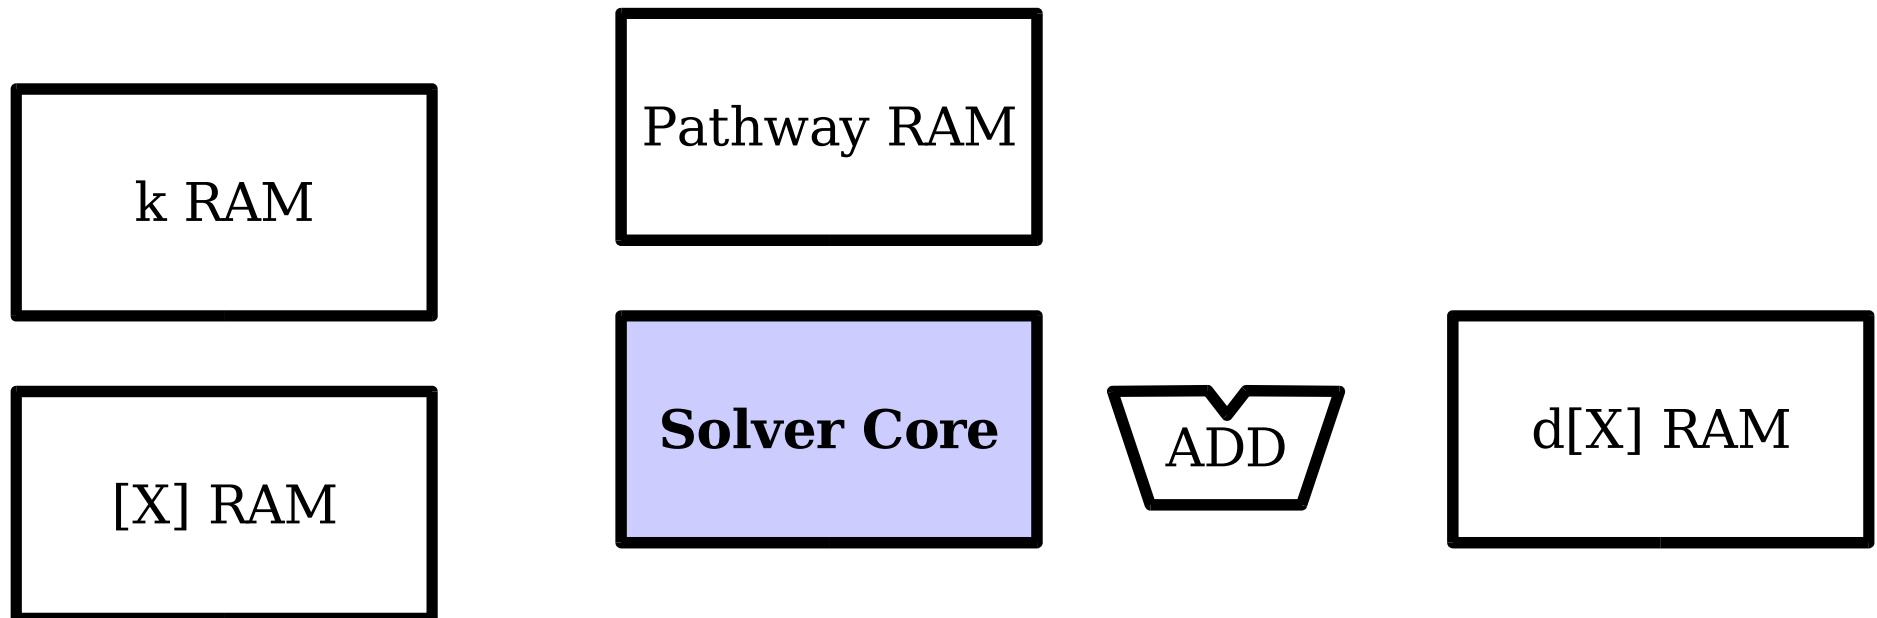 Pathway RAM
k RAM
Solver Core
ADD
d[X] RAM
[X] RAM